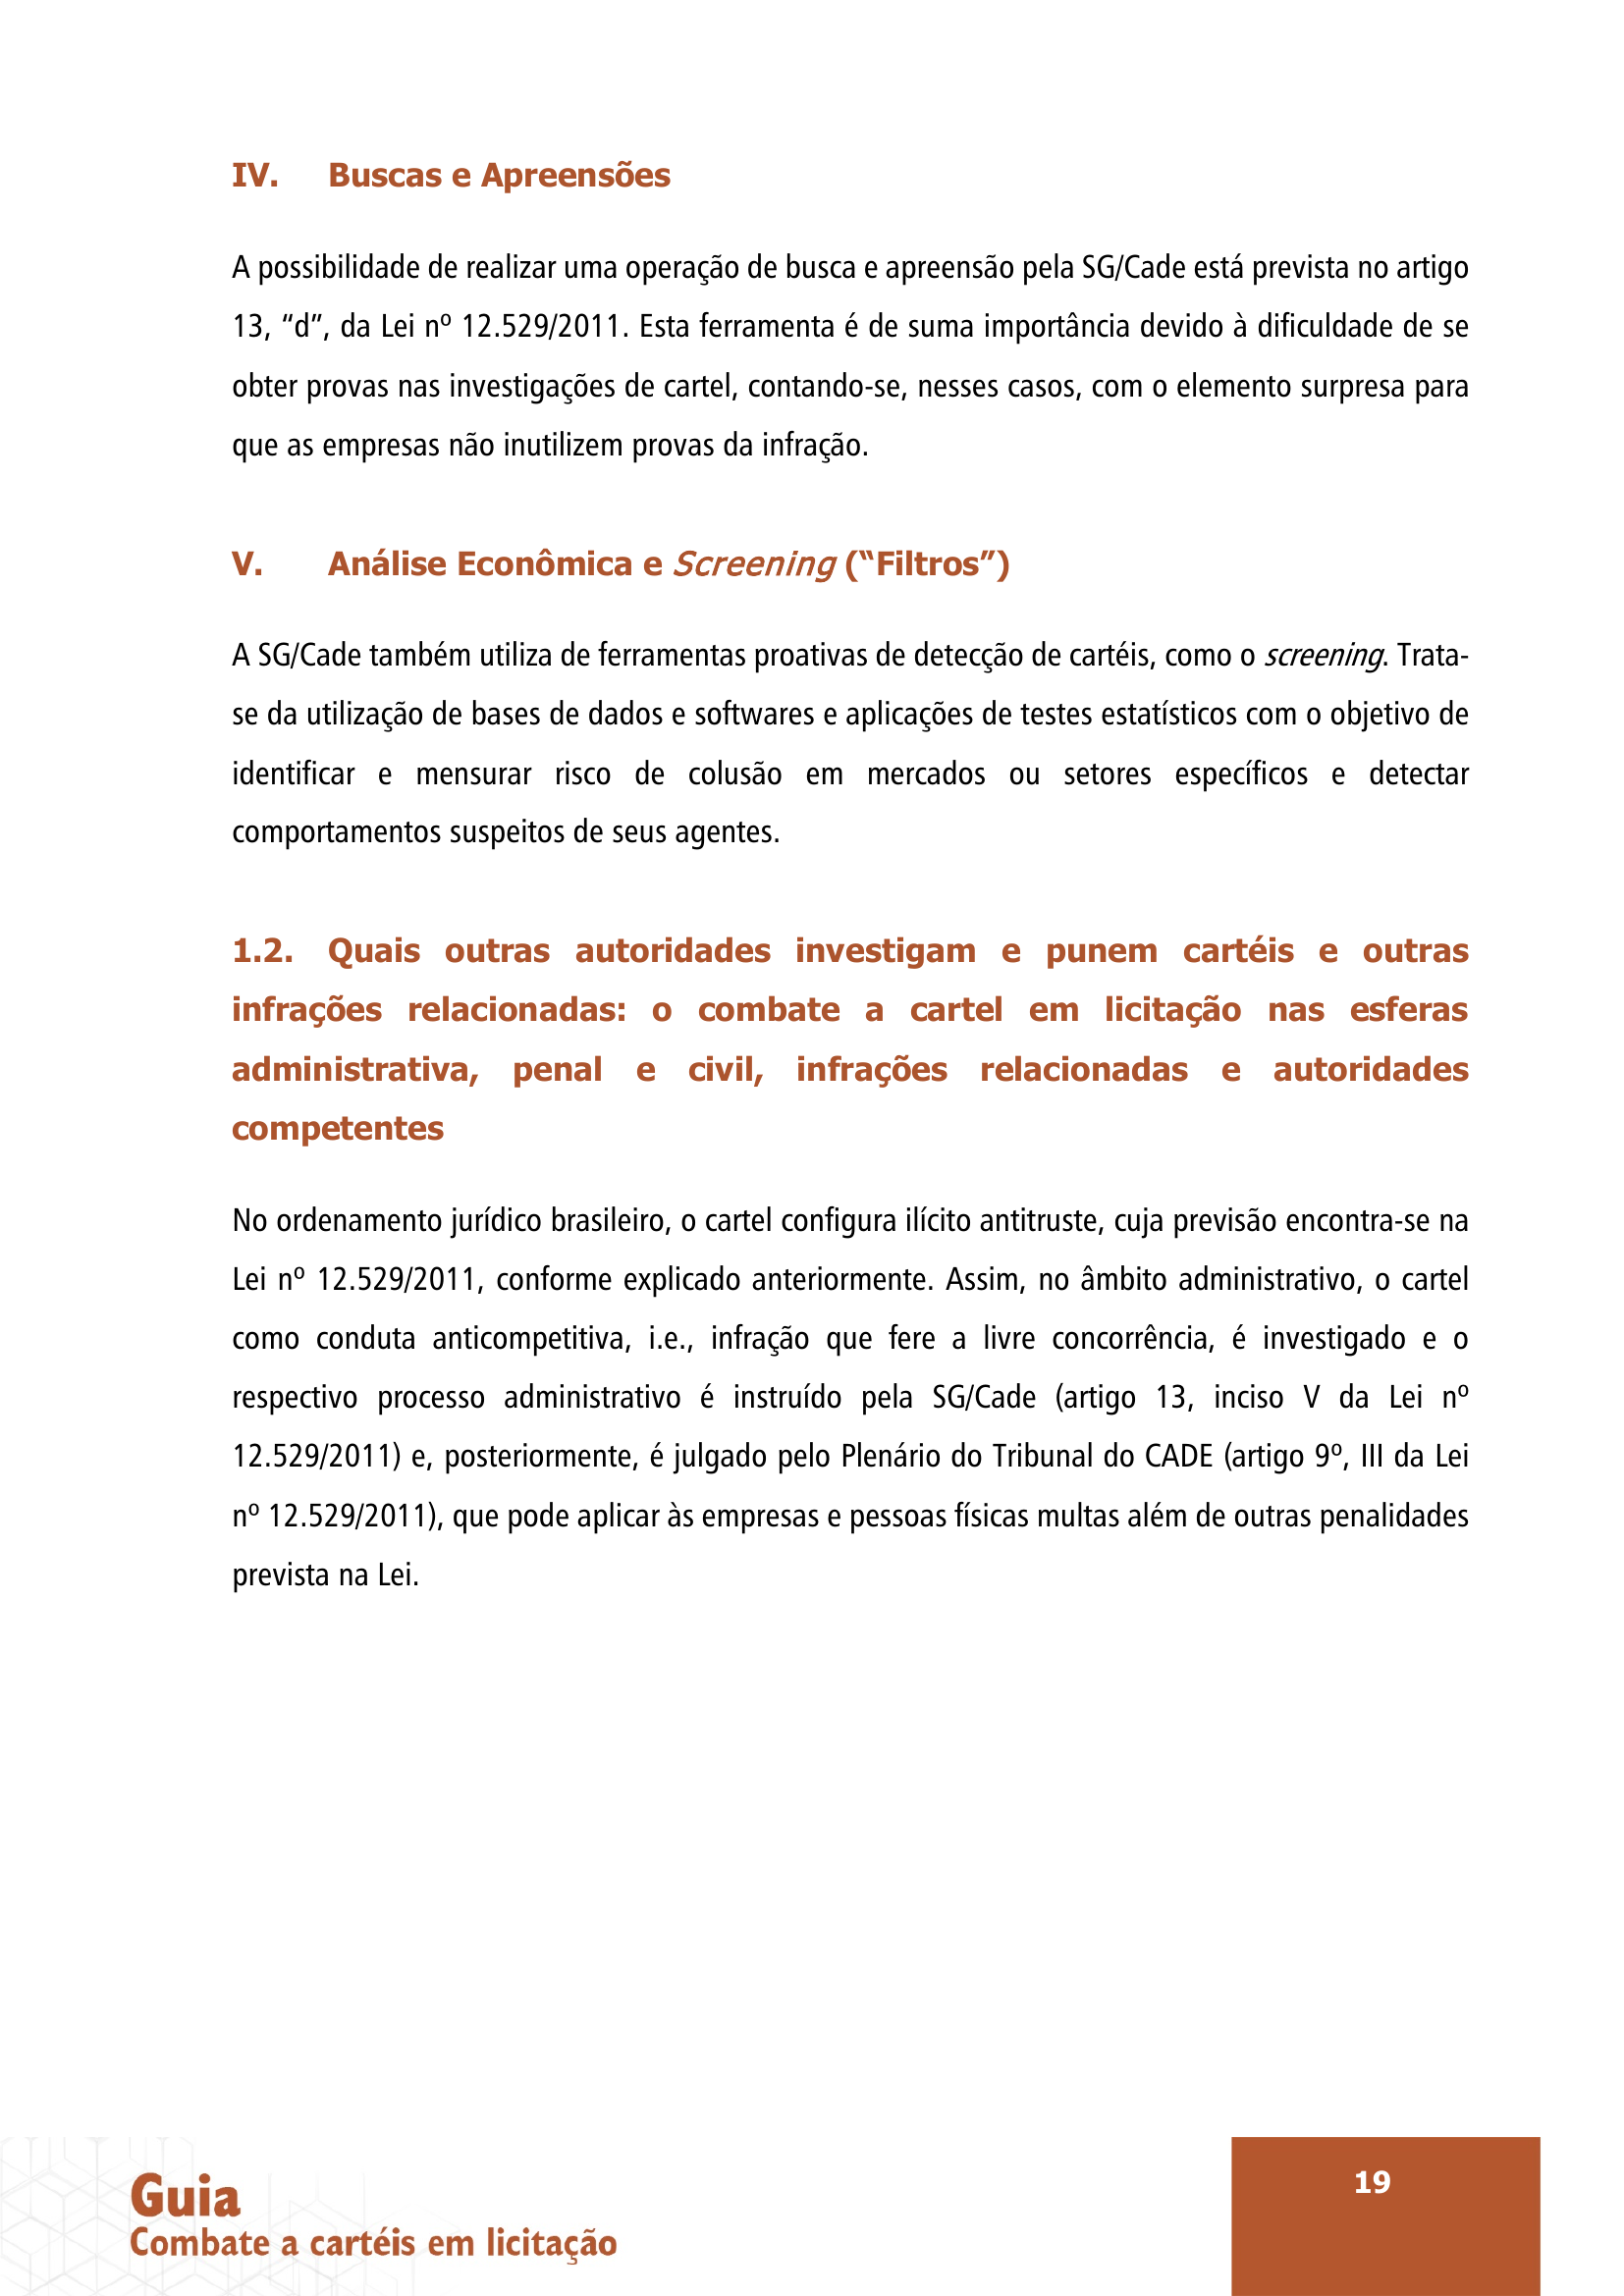 IV. Buscas e Apreensões
A possibilidade de realizar uma operação de busca e apreensão pela SG/Cade está prevista no artigo
13, “d”, da Lei nº 12.529/2011. Esta ferramenta é de suma importância devido à dificuldade de se
obter provas nas investigações de cartel, contando-se, nesses casos, com o elemento surpresa para
que as empresas não inutilizem provas da infração.
V. Análise Econômica e Screening (“Filtros”)
A SG/Cade também utiliza de ferramentas proativas de detecção de cartéis, como o screening. Trata-
se da utilização de bases de dados e softwares e aplicações de testes estatísticos com o objetivo de
identificar e mensurar risco de colusão em mercados ou setores específicos e detectar
comportamentos suspeitos de seus agentes.
1.2. Quais outras autoridades investigam e punem cartéis e outras
infrações relacionadas: o combate a cartel em licitação nas esferas
administrativa, penal e civil, infrações relacionadas e autoridades
competentes
No ordenamento jurídico brasileiro, o cartel configura ilícito antitruste, cuja previsão encontra-se na
Lei nº 12.529/2011, conforme explicado anteriormente. Assim, no âmbito administrativo, o cartel
como conduta anticompetitiva, i.e., infração que fere a livre concorrência, é investigado e o
respectivo processo administrativo é instruído pela SG/Cade (artigo 13, inciso V da Lei nº
12.529/2011) e, posteriormente, é julgado pelo Plenário do Tribunal do CADE (artigo 9º, III da Lei
nº 12.529/2011), que pode aplicar às empresas e pessoas físicas multas além de outras penalidades
prevista na Lei.
Guia
Combate a cartéis em licitação
19